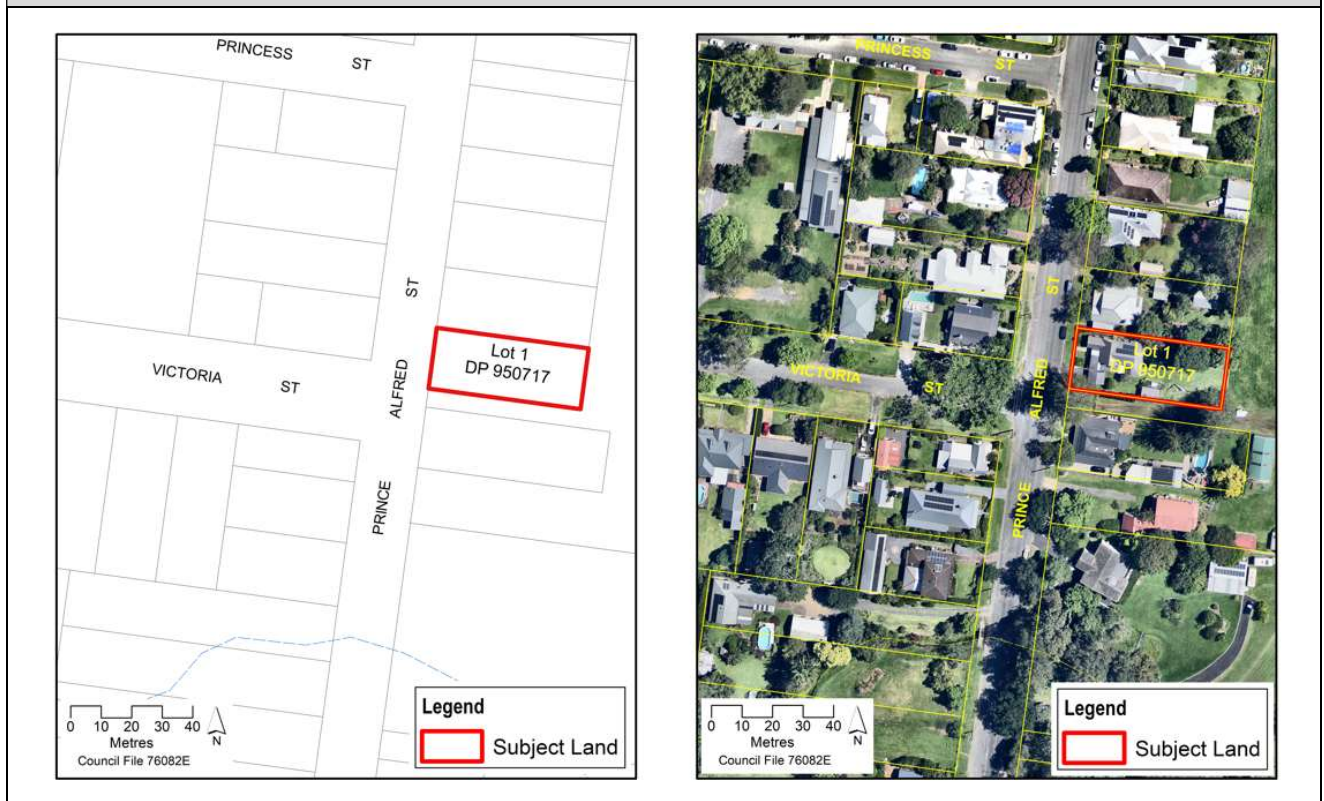 PRINCESS ST
Lot 1
DP 950717
VICTORIA ST
PRINCE ALFRED ST
0 10 20 30 40
Metres
N
Council File 76082E
Legend
Subject Land
PRINCESS ST
Lot 1
DP 950717
VICTORIA ST
PRINCE ALFRED ST
0 10 20 30 40
Metres
N
Council File 76082E
Legend
Subject Land